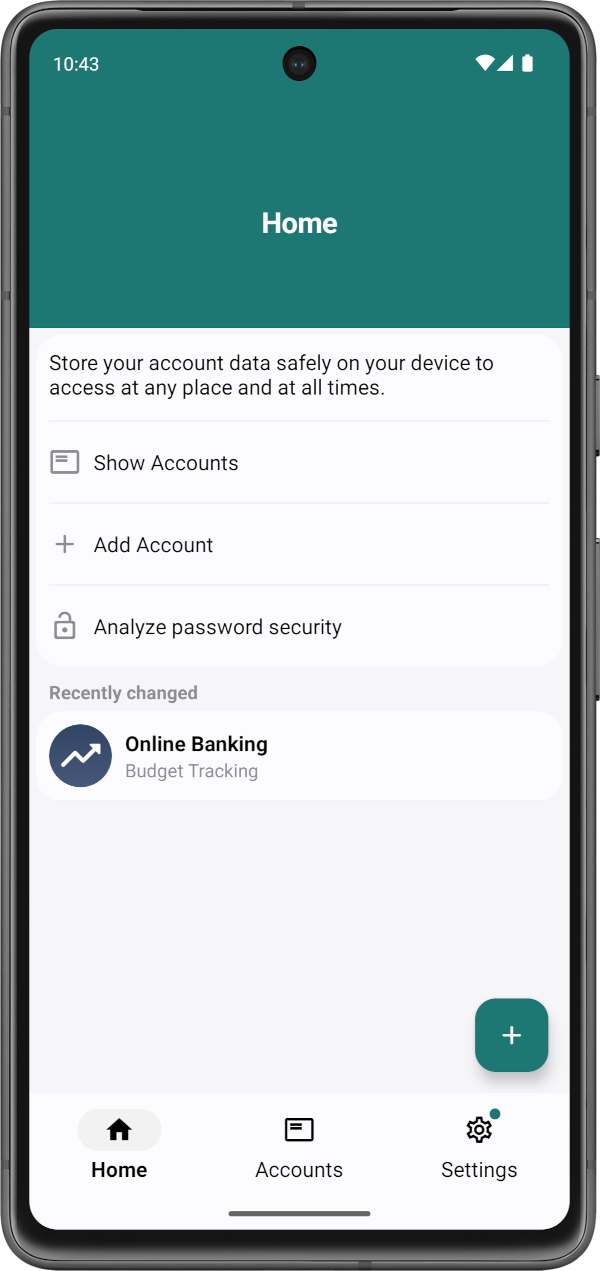 10:43
Home
Store your account data safely on your device to
access at any place and at all times.
Show Accounts
Add Account
Analyze password security
Recently changed
Online Banking
Budget Tracking
Home
Accounts
Settings